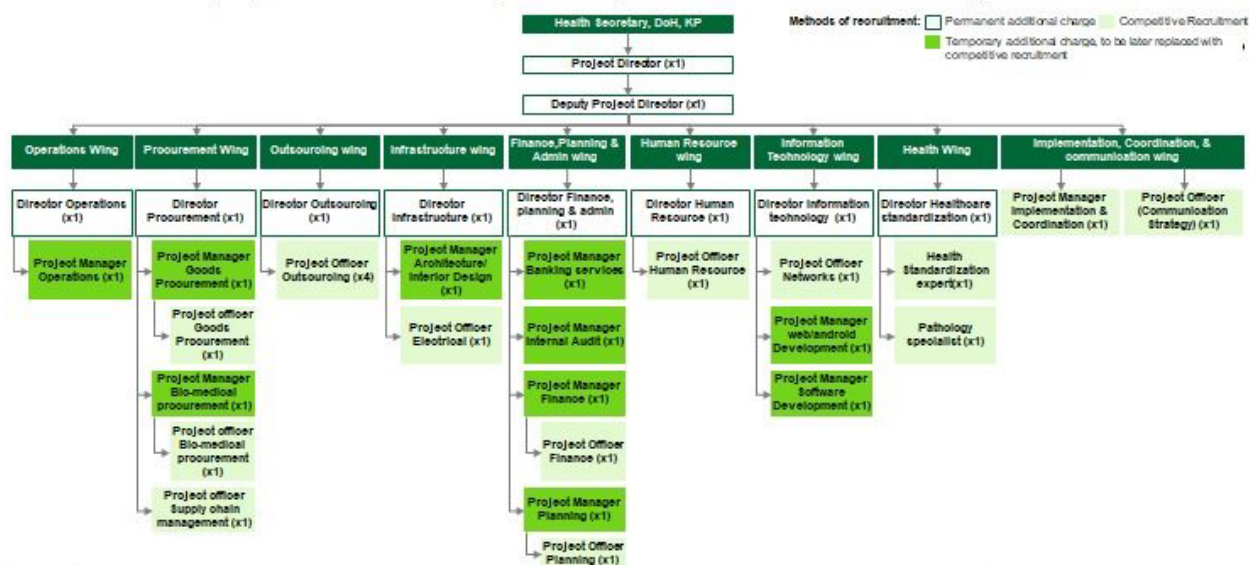 Health Secretary, DoH, KP
Methods of recruitment: Permanent additional charge Competitive Recruitment
Temporary additional charge, to be later replaced with
competitive recruitment
Project Director (x1)
Deputy Project Director (x1)
Operations Wing
Procurement Wing
Outsourcing wing
Infrastructure wing
Finance,Planning &
Admin wing
Human Resource
wing
Information
Technology wing
Health Wing
Implementation, Coordination, &
communication wing
Director Operations
(x1)
Project Manager
Operations (x1)
Director
Procurement (x1)
Project Manager
Goods
Procurement (x1)
Project officer
Goods
Procurement
(x1)
Project Manager
Bio-medical
procurement (x1)
Project officer
Bio-medical
procurement
(x1)
Project officer
Supply chain
management (x1)
Director Outsourcing
(x1)
Project Officer
Outsourcing (x4)
Director
Infrastructure (x1)
Project Manager
Architecture/
Interior Design
(x1)
Project Officer
Electrical (x1)
Director Finance,
planning & admin
(x1)
Project Manager
Banking services
(x1)
Project Manager
Internal Audit (x1)
Project Manager
Finance (x1)
Project Officer
Finance (x1)
Project Manager
Planning (x1)
Project Officer
Planning (x1)
Director Human
Resource (x1)
Project Officer
Human Resource
(x1)
Director Information
technology (x1)
Project Officer
Networks (x1)
Project Manager
web/android
Development (x1)
Project Manager
Software
Development (x1)
Director Healthcare
standardization (x1)
Health
Standardization
expert(x1)
Pathology
specialist (x1)
Project Manager
Implementation &
Coordination (x1)
Project Officer
(Communication
Strategy) (x1)